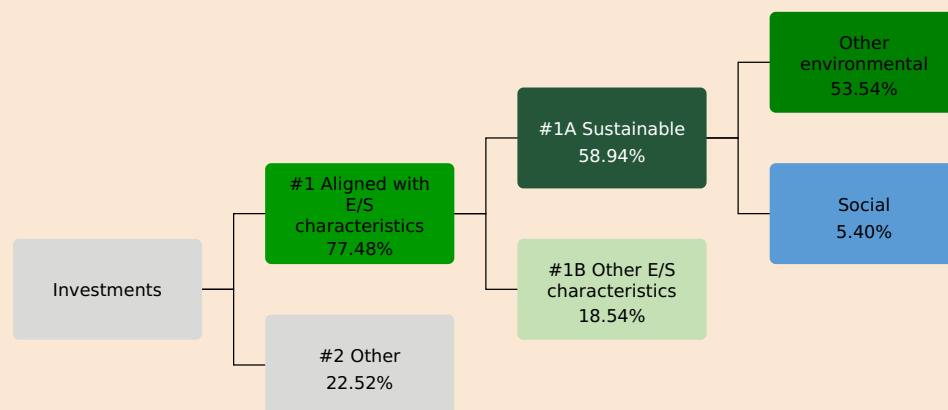 Other
environmental
53.54%
#1A Sustainable
58.94%
#1 Aligned with
E/S
characteristics
77.48%
Social
5.40%
Investments
#1B Other E/S
characteristics
18.54%
#2 Other
22.52%